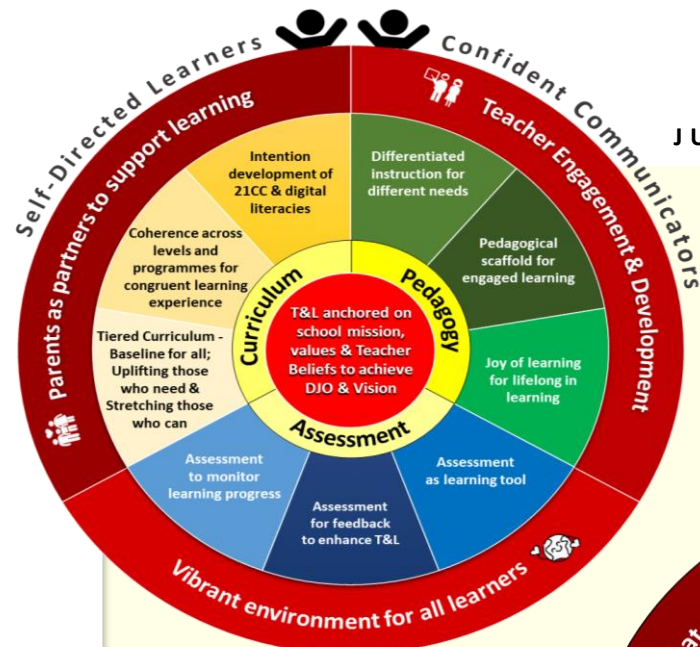 Self-Directed Learners
Confident Communicators
J U
Parents as partners to support learning
Teacher Engagement & Development
Intention
development of
21CC & digital
literacies
Differentiated
instruction for
different needs
Coherence across
levels and
programmes for
congruent learning
experience
Pedagogical
scaffold for
engaged learning
Tiered Curriculum -
Baseline for all;
Uplifting those
who need &
Stretching those
who can
Joy of learning
for lifelong in
learning
Curriculum
Pedagogy
T&L anchored on
school mission,
values & Teacher
Beliefs to achieve
DJO & Vision
Assessment
Assessment
to monitor
learning progress
Assessment
for feedback
to enhance T&L
Assessment
as learning tool
Vibrant environment for all learners
at